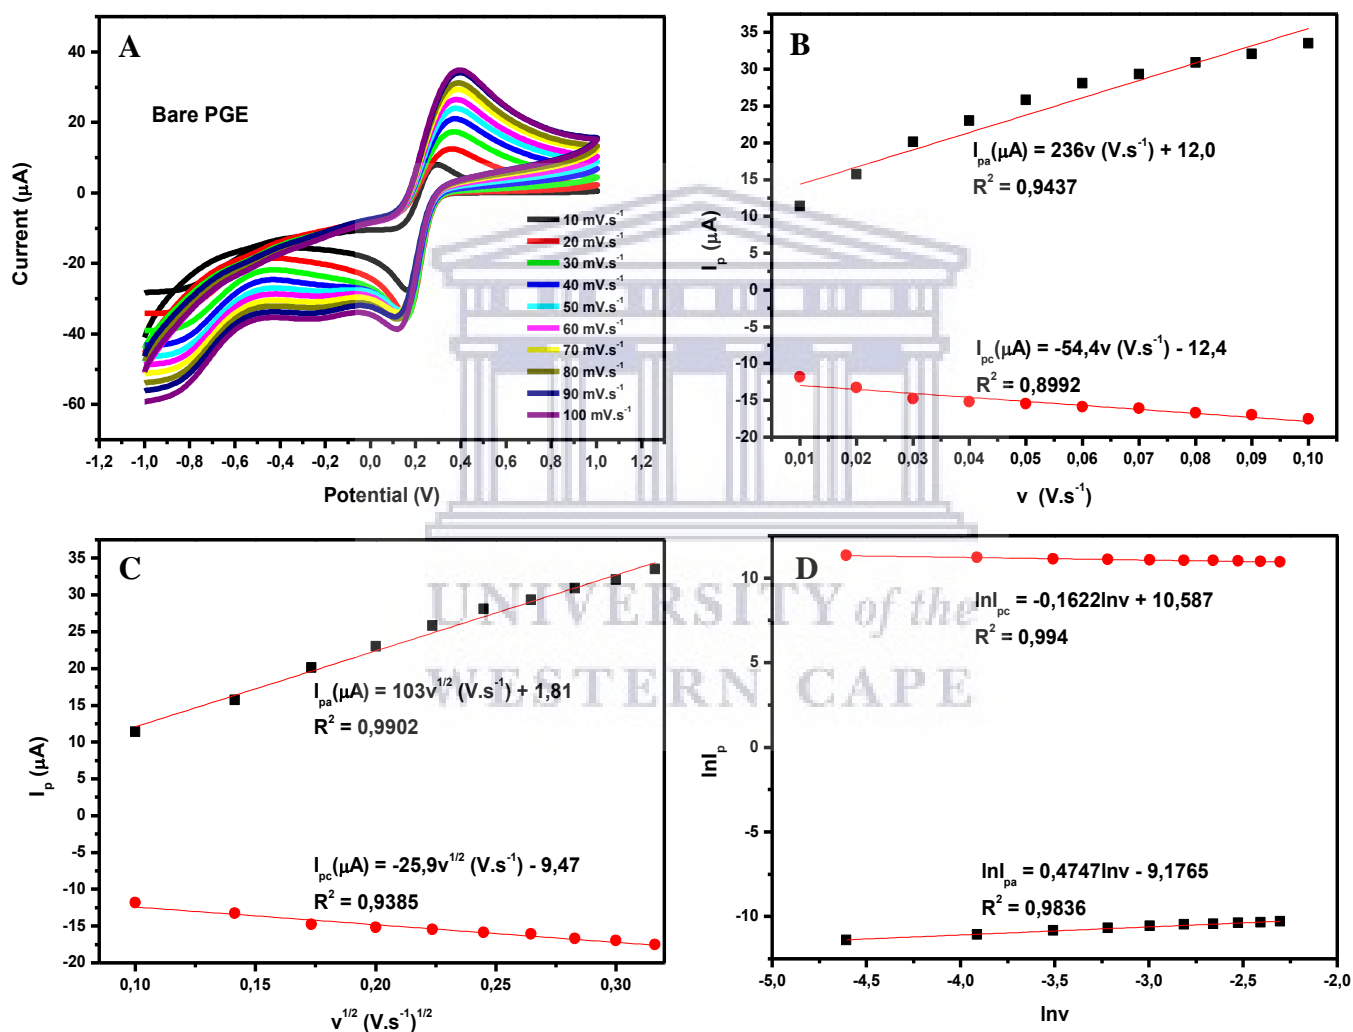 A
Bare PGE
Current (µA)
40
20
0
-20
-40
-60
-1,2 -1,0 -0,8 -0,6 -0,4 -0,2 0,0 0,2 0,4 0,6 0,8 1,0 1,2
Potential (V)
10 mV.s⁻¹
20 mV.s⁻¹
30 mV.s⁻¹
40 mV.s⁻¹
50 mV.s⁻¹
60 mV.s⁻¹
70 mV.s⁻¹
80 mV.s⁻¹
90 mV.s⁻¹
100 mV.s⁻¹
B
Iₚ (µA)
35
30
25
20
15
10
5
0
-5
-10
-15
-20
Iₚₐ(µA) = 236v (V.s⁻¹) + 12,0
R² = 0,9437
I_pc(µA) = -54,4v (V.s⁻¹) - 12,4
R² = 0,8992
0,01 0,02 0,03 0,04 0,05 0,06 0,07 0,08 0,09 0,10
v (V.s⁻¹)
C
Iₚ (µA)
35
30
25
20
15
10
5
0
-5
-10
-15
-20
Iₚₐ(µA) = 103v^1/2 (V.s⁻¹) + 1,81
R² = 0,9902
I_pc(µA) = -25,9v^1/2 (V.s⁻¹) - 9,47
R² = 0,9385
0,10 0,15 0,20 0,25 0,30
v^1/2 (V.s⁻¹)^1/2
D
lnIₚ
10
5
0
-5
-10
lnI_pc = -0,1622lnv + 10,587
R² = 0,994
lnIₚₐ = 0,4747lnv - 9,1765
R² = 0,9836
-5,0 -4,5 -4,0 -3,5 -3,0 -2,5 -2,0
lnv
UNIVERSITY of the
WESTERN CAPE